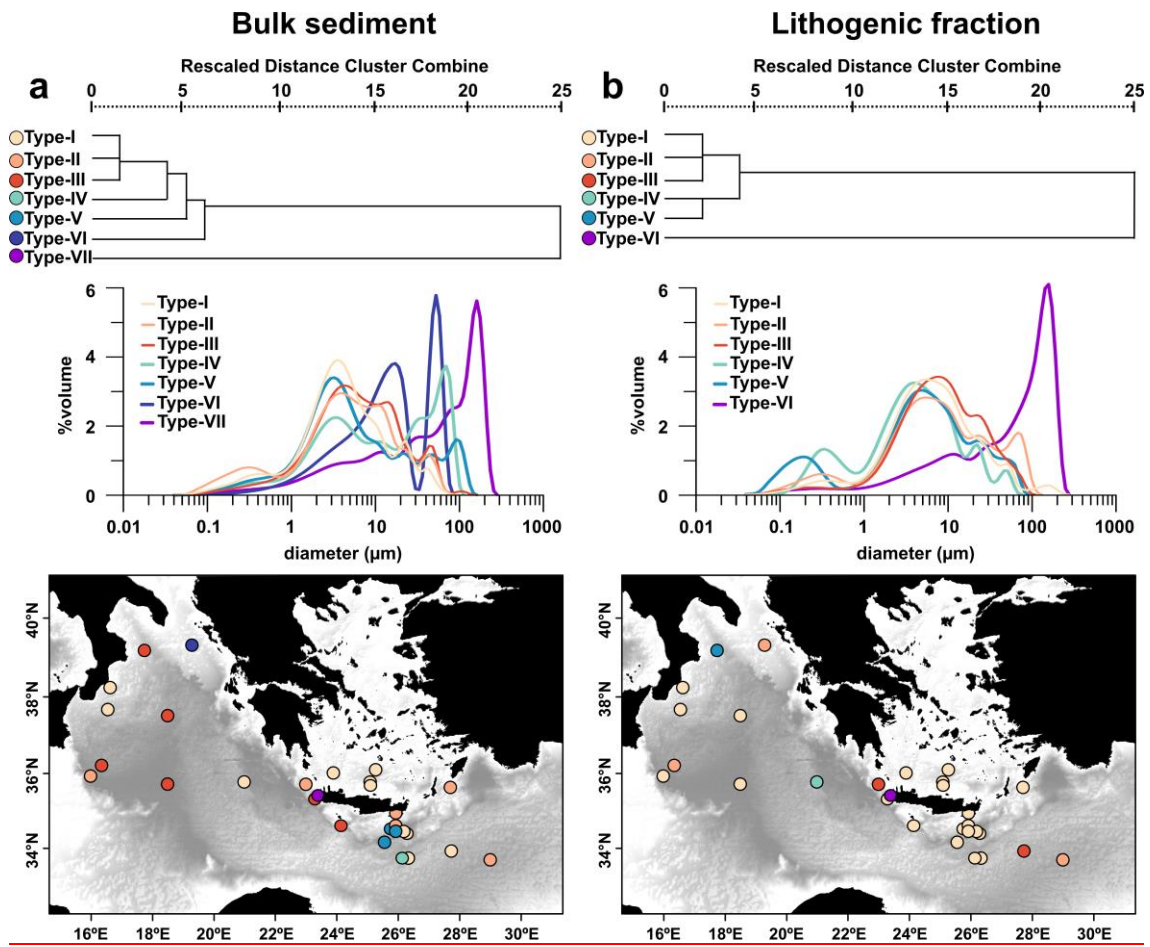 Bulk sediment
Lithogenic fraction
a
Rescaled Distance Cluster Combine
0 5 10 15 20 25
Type-I
Type-II
Type-III
Type-IV
Type-V
Type-VI
Type-VII
b
Rescaled Distance Cluster Combine
0 5 10 15 20 25
Type-I
Type-II
Type-III
Type-IV
Type-V
Type-VI
%volume
6
4
2
0
Type-I
Type-II
Type-III
Type-IV
Type-V
Type-VI
Type-VII
0.01 0.1 1 10 100 1000
diameter (µm)
%volume
6
4
2
0
Type-I
Type-II
Type-III
Type-IV
Type-V
Type-VI
0.01 0.1 1 10 100 1000
diameter (µm)
40°N
38°N
36°N
34°N
16°E 18°E 20°E 22°E 24°E 26°E 28°E 30°E
40°N
38°N
36°N
34°N
16°E 18°E 20°E 22°E 24°E 26°E 28°E 30°E